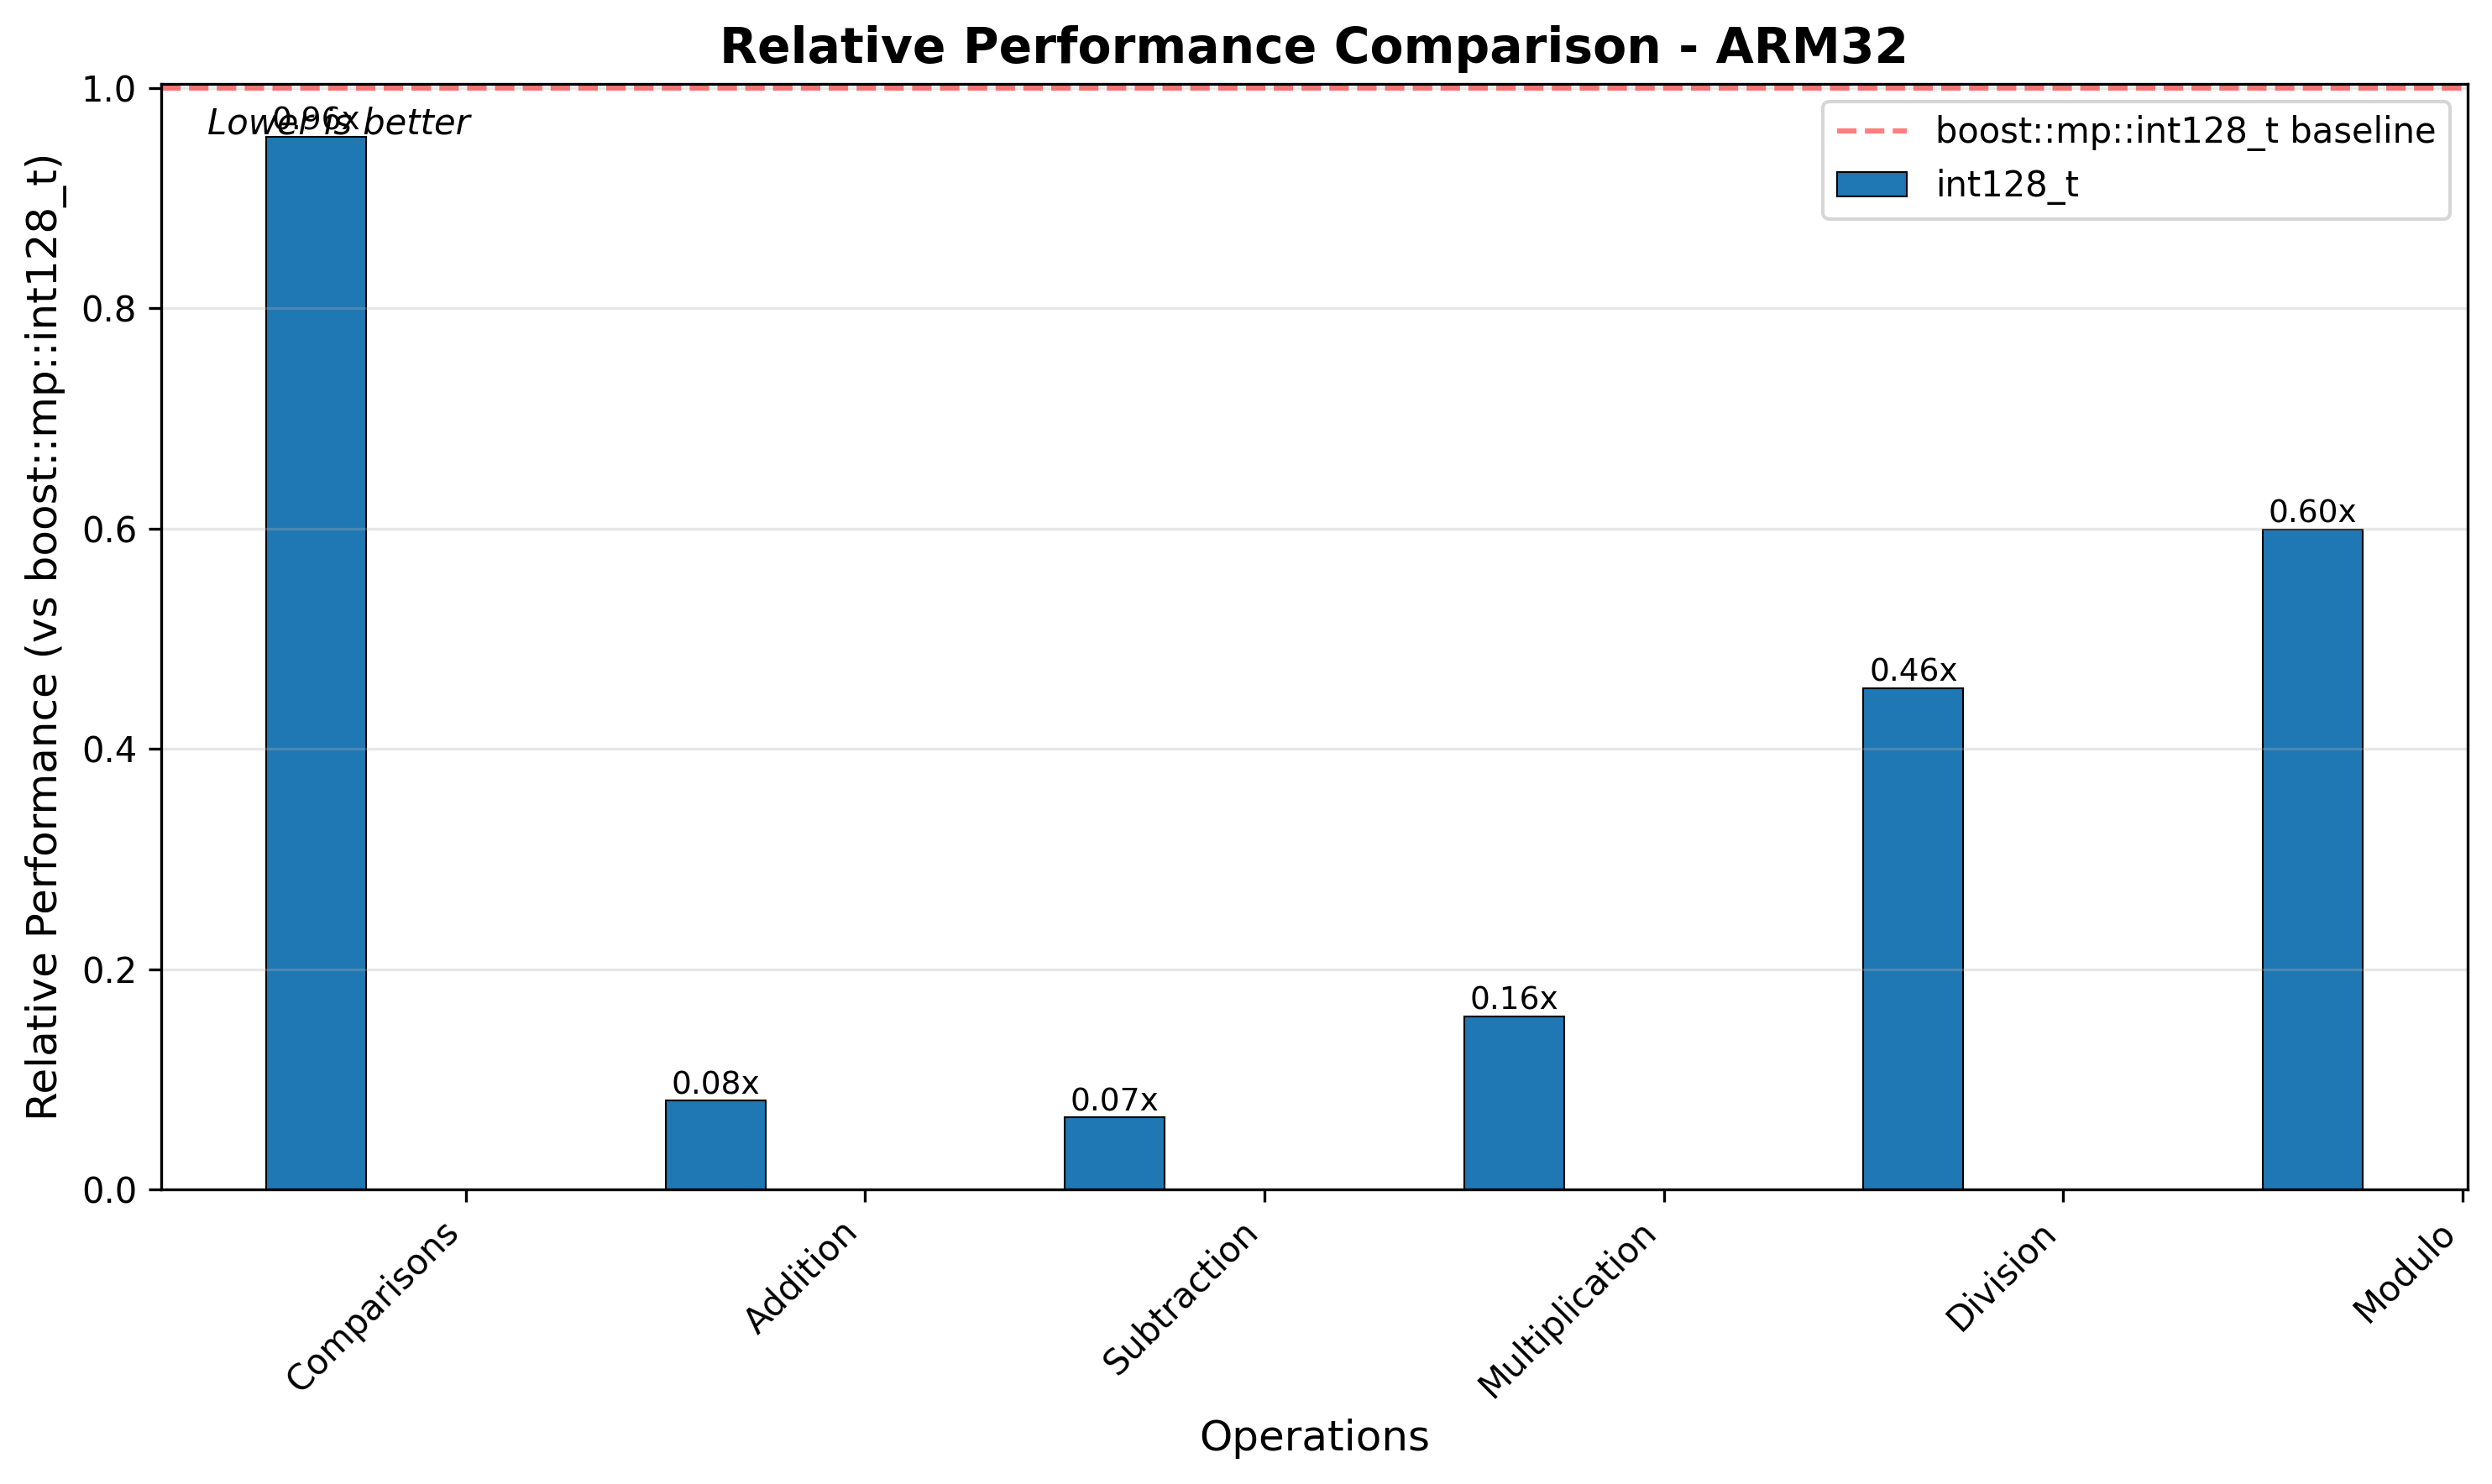 Relative Performance Comparison - ARM32
Relative Performance (vs boost::mp::int128_t)
1.0
0.8
0.6
0.4
0.2
0.0
Lower is better
0.96x
0.08x
0.07x
0.16x
0.46x
0.60x
boost::mp::int128_t baseline
int128_t
Comparisons
Addition
Subtraction
Multiplication
Division
Modulo
Operations